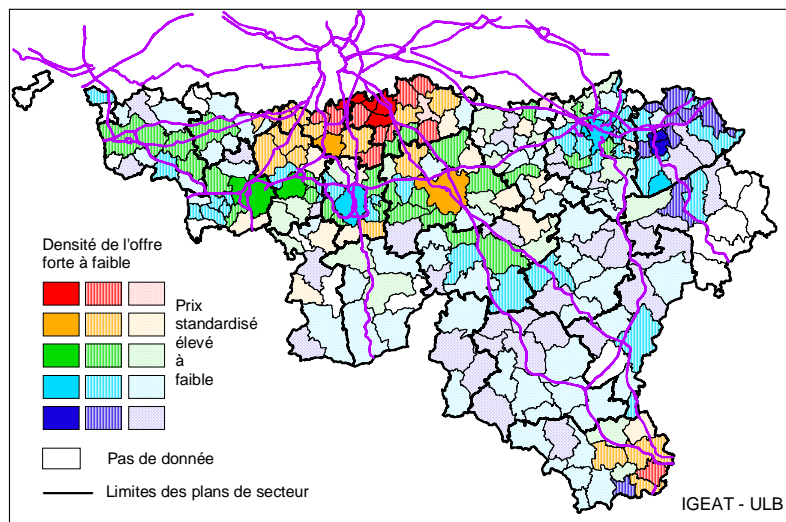 Densité de l'offre
forte à faible
Prix
standardisé
élevé
à
faible
Pas de donnée
Limites des plans de secteur
IGEAT - ULB